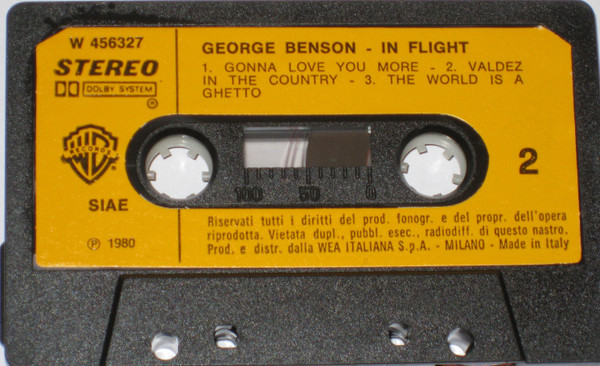 W 456327
STEREO
DOLBY SYSTEM
®
WB
RECORDS
SIAE
℗ 1980
GEORGE BENSON - IN FLIGHT
1. GONNA LOVE YOU MORE - 2. VALDEZ
IN THE COUNTRY - 3. THE WORLD IS A
GHETTO
100 50 0
2
Riservati tutti i diritti del prod. fonogr. e del propr. dell'opera
riprodotta. Vietata dupl., pubbl. esec., radiodiff. di questo nastro.
Prod. e distr. dalla WEA ITALIANA S.p.A. - MILANO - Made in Italy